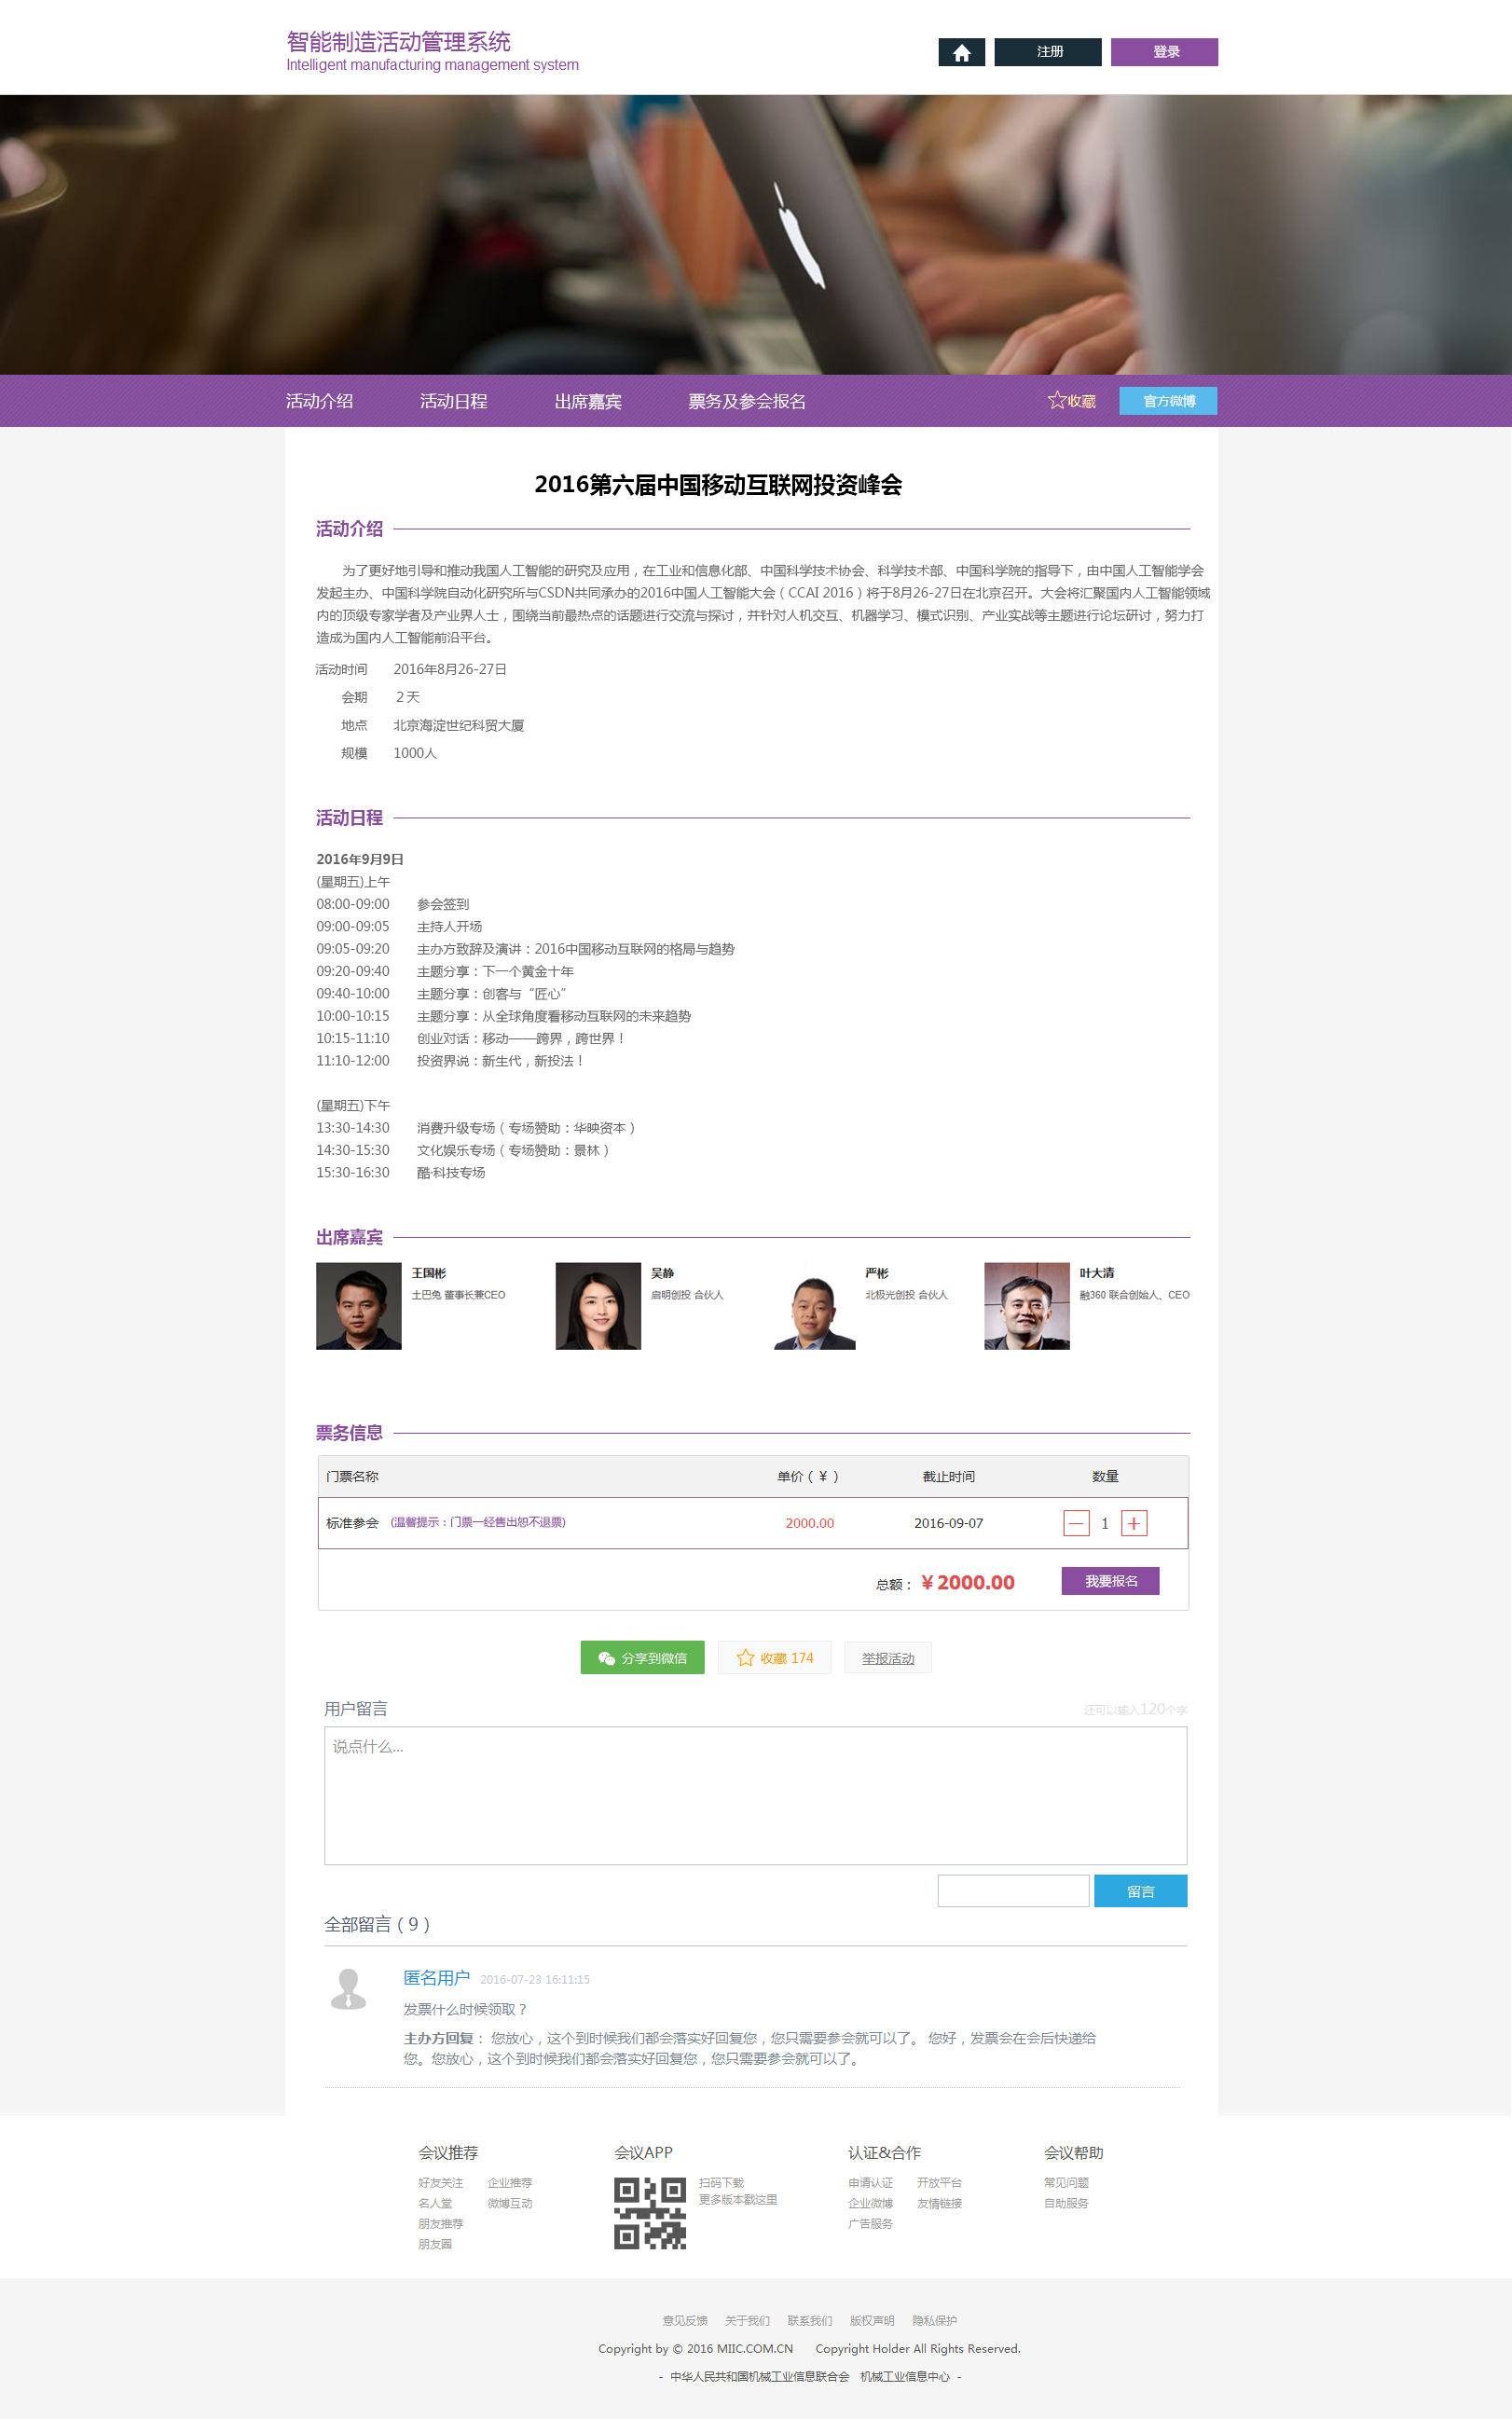 智能制造活动管理系统
Intelligent manufacturing management system
注册
登录
活动介绍
活动日程
出席嘉宾
票务及参会报名
收藏
官方微博
2016第六届中国移动互联网投资峰会
活动介绍
为了更好地引导和推动我国人工智能的研究及应用，在工业和信息化部、中国科学技术协会、科学技术部、中国科学院的指导下，由中国人工智能学会
发起主办、中国科学院自动化研究所与CSDN共同承办的2016中国人工智能大会（CCAI 2016）将于8月26-27日在北京召开。大会将汇聚国内人工智能领域
内的顶级专家学者及产业界人士，围绕当前最热点的话题进行交流与探讨，并针对人机交互、机器学习、模式识别、产业实战等主题进行论坛研讨，努力打
造成为国内人工智能前沿平台。
活动时间 2016年8月26-27日
会期 2天
地点 北京海淀世纪科贸大厦
规模 1000人
活动日程
2016年9月9日
(星期五)上午
08:00-09:00 参会签到
09:00-09:05 主持人开场
09:05-09:20 主办方致辞及演讲：2016中国移动互联网的格局与趋势
09:20-09:40 主题分享：下一个黄金十年
09:40-10:00 主题分享：创客与“匠心”
10:00-10:15 主题分享：从全球角度看移动互联网的未来趋势
10:15-11:10 创业对话：移动——跨界，跨世界！
11:10-12:00 投资界说：新生代，新投法！
(星期五)下午
13:30-14:30 消费升级专场（专场赞助：华映资本）
14:30-15:30 文化娱乐专场（专场赞助：景林）
15:30-16:30 酷·科技专场
出席嘉宾
王国彬
土巴兔 董事长兼CEO
吴静
启明创投 合伙人
严彬
北极光创投 合伙人
叶大清
融360 联合创始人、CEO
票务信息
门票名称 单价（¥） 截止时间 数量
标准参会 (温馨提示：门票一经售出恕不退票) 2000.00 2016-09-07 — 1 +
总额： ¥2000.00 我要报名
分享到微信
收藏 174
举报活动
用户留言
还可以输入120个字
说点什么...
留言
全部留言（9）
匿名用户 2016-07-23 16:11:15
发票什么时候领取？
主办方回复： 您放心，这个到时候我们都会落实好回复您，您只需要参会就可以了。 您好，发票会在会后快递给
您。您放心，这个到时候我们都会落实好回复您，您只需要参会就可以了。
会议推荐
好友关注 企业推荐
名人堂 微博互动
朋友推荐
朋友圈
会议APP
扫码下载
更多版本戳这里
认证&合作
申请认证 开放平台
企业微博 友情链接
广告服务
会议帮助
常见问题
自助服务
意见反馈 关于我们 联系我们 版权声明 隐私保护
Copyright by © 2016 MIIC.COM.CN Copyright Holder All Rights Reserved.
- 中华人民共和国机械工业信息联合会 机械工业信息中心 -